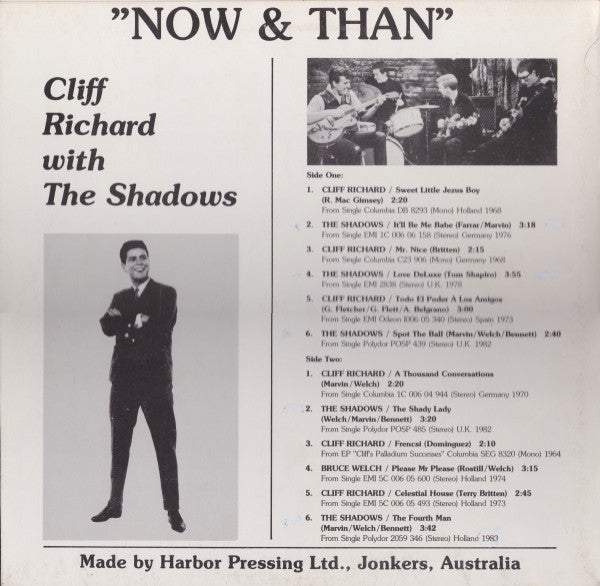 "NOW & THAN"
Cliff
Richard
with
The Shadows
Side One:
1. CLIFF RICHARD / Sweet Little Jezus Boy
(R. Mac Gimsey) 2:20
From Single Columbia DB 8293 (Mono) Holland 1968
2. THE SHADOWS / It'll Be Me Babe (Farrar/Marvin) 3:18
From Single EMI 1C 006 06 158 (Stereo) Germany 1976
3. CLIFF RICHARD / Mr. Nice (Britten) 2:15
From Single Columbia C23 906 (Mono) Germany 1968
4. THE SHADOWS / Love DeLuxe (Tom Shapiro) 3:55
From Single EMI 2838 (Stereo) U.K. 1978
5. CLIFF RICHARD / Todo El Poder A Los Amigos
(G. Fletcher/G. Flett/A. Belgrano) 3:00
From Single EMI Odeon I006 05 340 (Stereo) Spain 1973
6. THE SHADOWS / Spot The Ball (Marvin/Welch/Bennett) 2:40
From Single Polydor POSP 439 (Stereo) U.K. 1982
Side Two:
1. CLIFF RICHARD / A Thousand Conversations
(Marvin/Welch) 2:20
From Single Columbia 1C 006 04 944 (Stereo) Germany 1970
2. THE SHADOWS / The Shady Lady
(Welch/Marvin/Bennett) 3:20
From Single Polydor POSP 485 (Stereo) U.K. 1982
3. CLIFF RICHARD / Frencsi (Dominguez) 2:10
From EP "Cliff's Palladium Successes" Columbia SEG 8320 (Mono) 1964
4. BRUCE WELCH / Please Mr Please (Rostill/Welch) 3:15
From Single EMI 5C 006 05 600 (Stereo) Holland 1974
5. CLIFF RICHARD / Celestial House (Terry Britten) 2:45
From Single EMI 5C 006 05 493 (Stereo) Holland 1973
6. THE SHADOWS / The Fourth Man
(Marvin/Welch/Bennett) 3:42
From Single Polydor 2059 346 (Stereo) Holland 1983
Made by Harbor Pressing Ltd., Jonkers, Australia